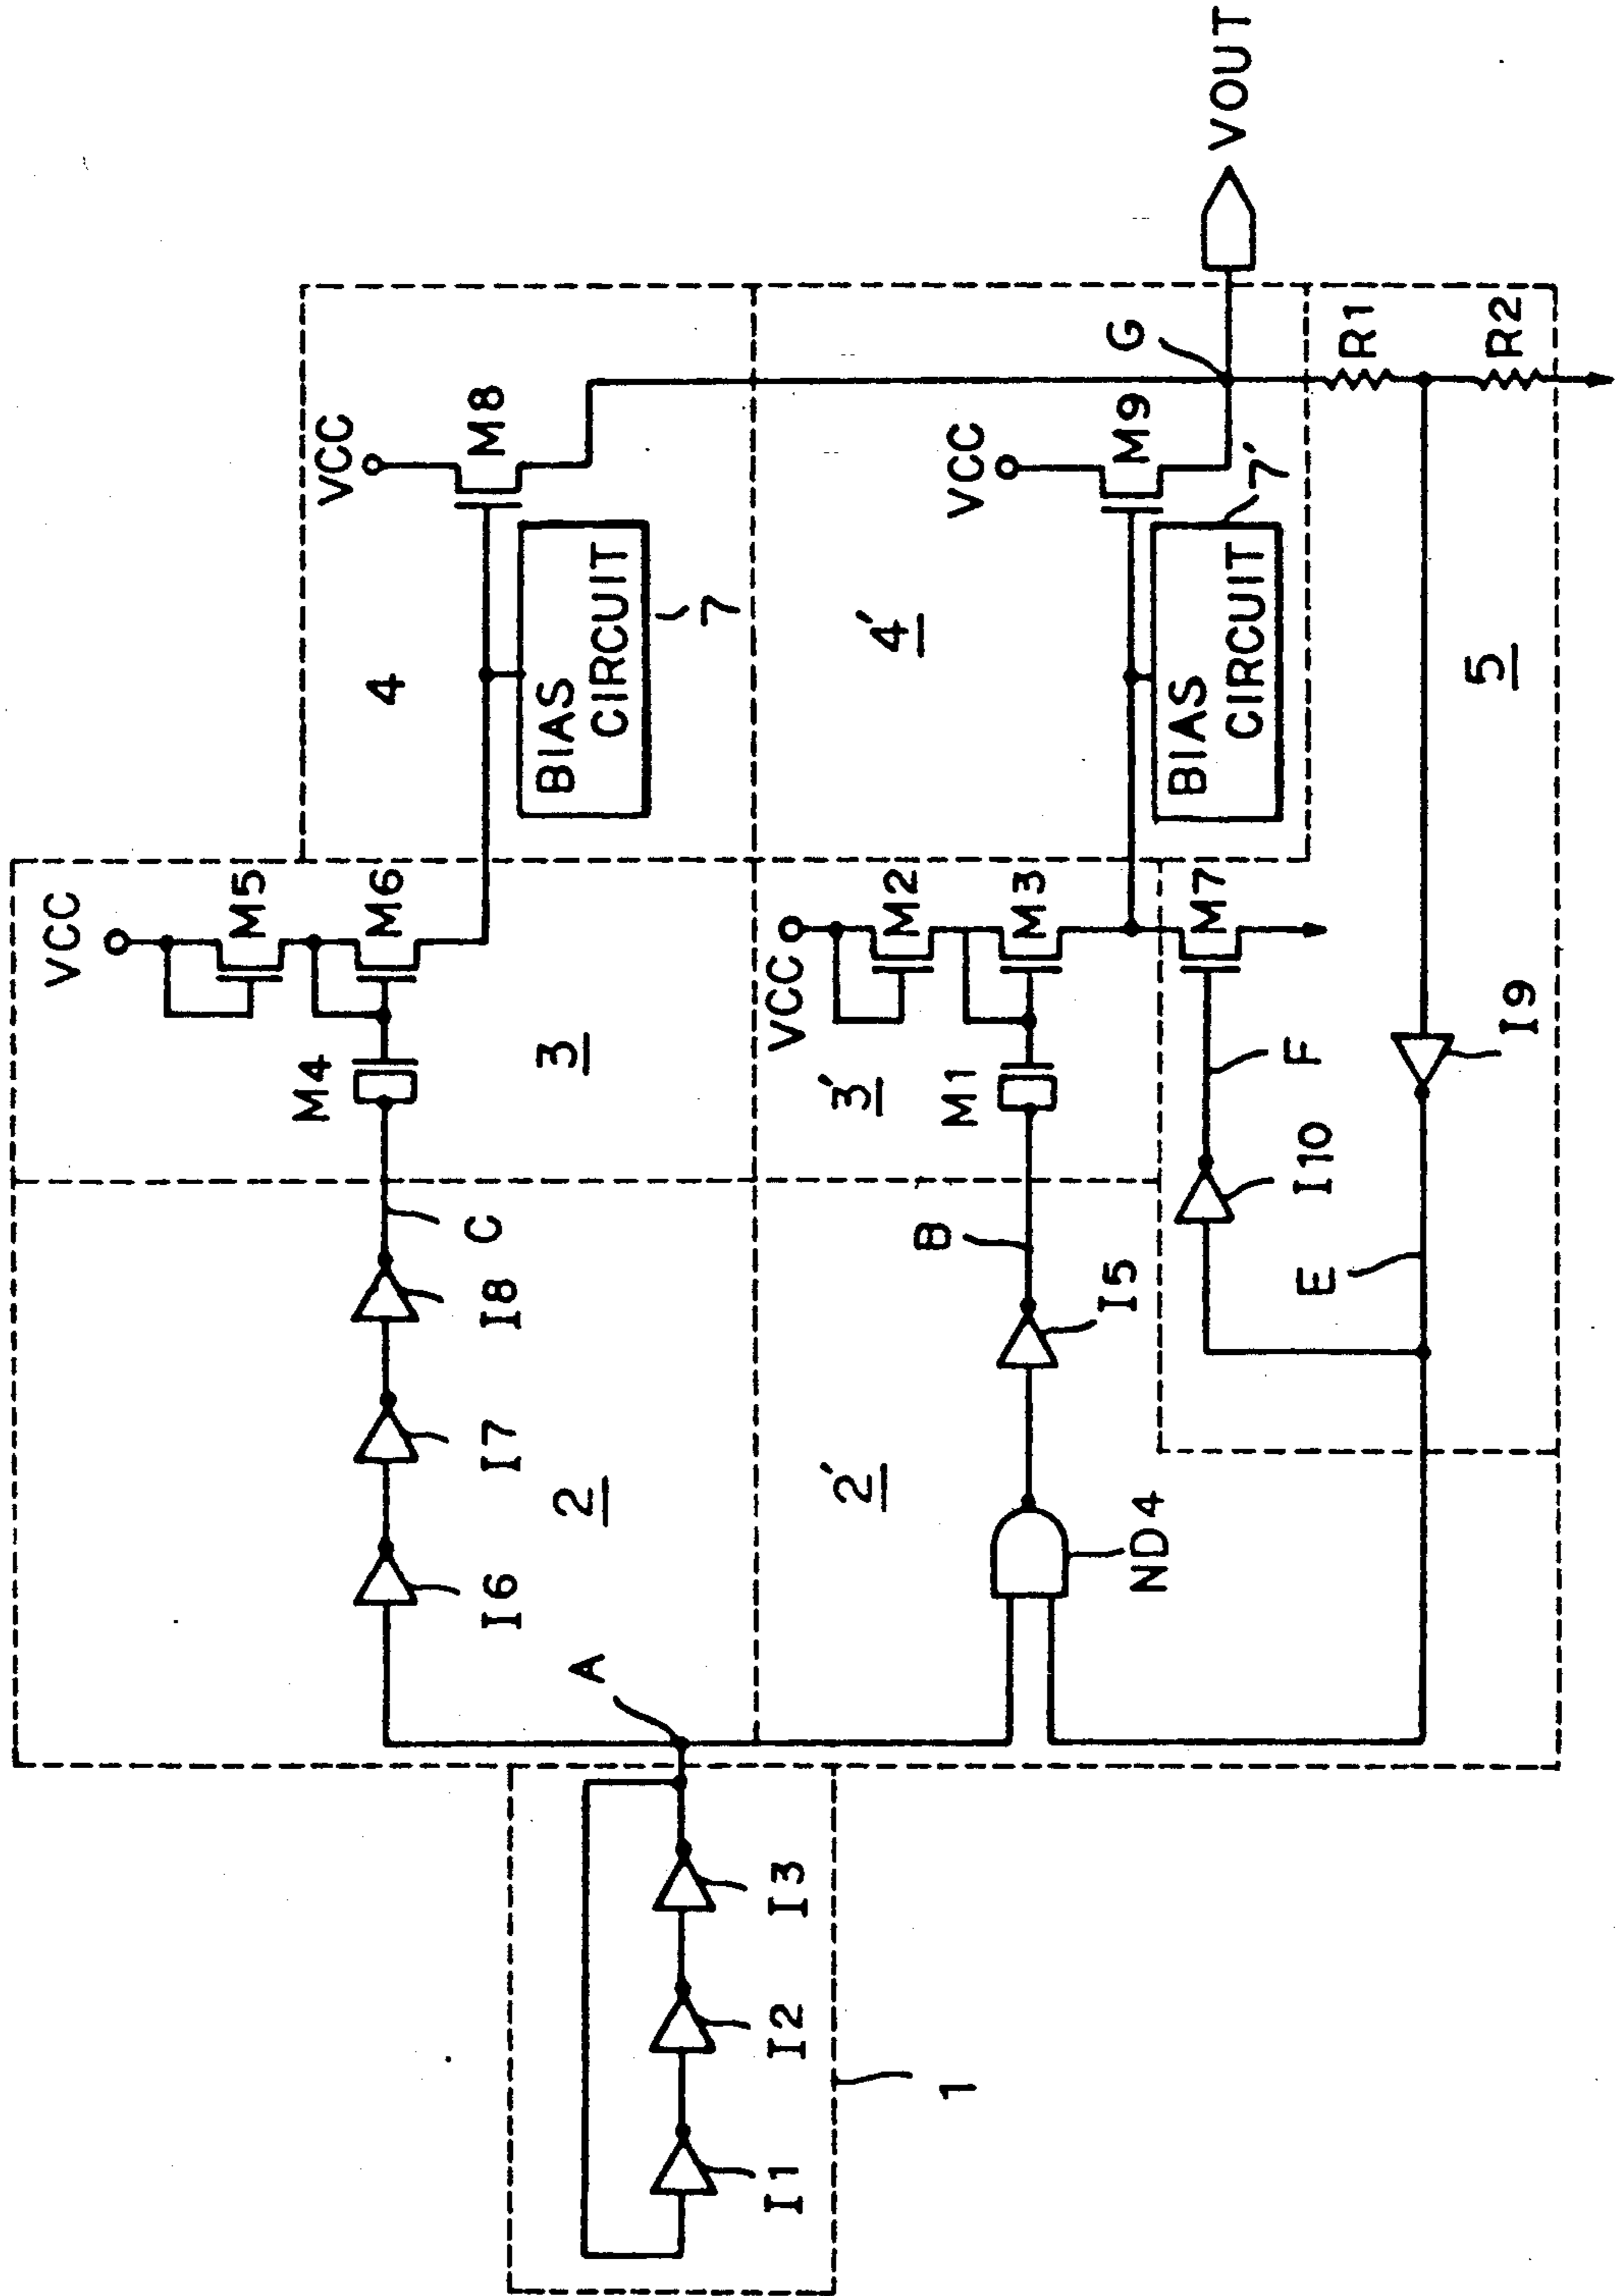 VCC
M5
M6
M4
3
C
I8
I7
I6
2
VCC
M8
4
BIAS
CIRCUIT
7
A
I1
I2
I3
1
VCC
M2
M3
M1
3'
B
I5
2'
ND4
VCC
M9
4'
BIAS
CIRCUIT
7'
G
VOUT
M7
F
I10
E
I9
5
R1
R2